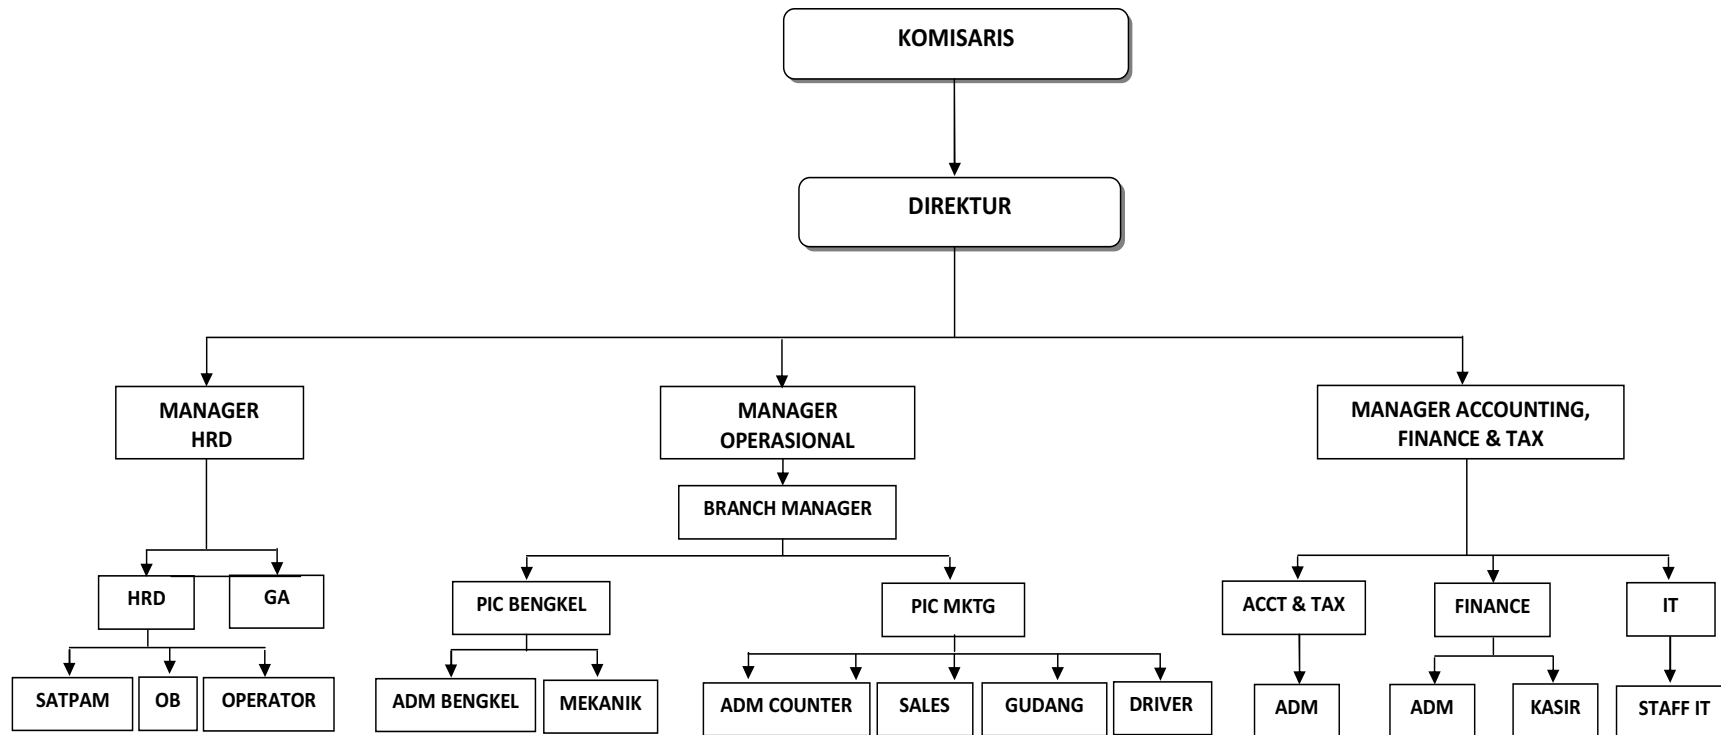 KOMISARIS
DIREKTUR
MANAGER
HRD
MANAGER
OPERASIONAL
MANAGER ACCOUNTING,
FINANCE & TAX
BRANCH MANAGER
HRD
GA
PIC BENGKEL
PIC MKTG
ACCT & TAX
FINANCE
IT
SATPAM
OB
OPERATOR
ADM BENGKEL
MEKANIK
ADM COUNTER
SALES
GUDANG
DRIVER
ADM
ADM
KASIR
STAFF IT